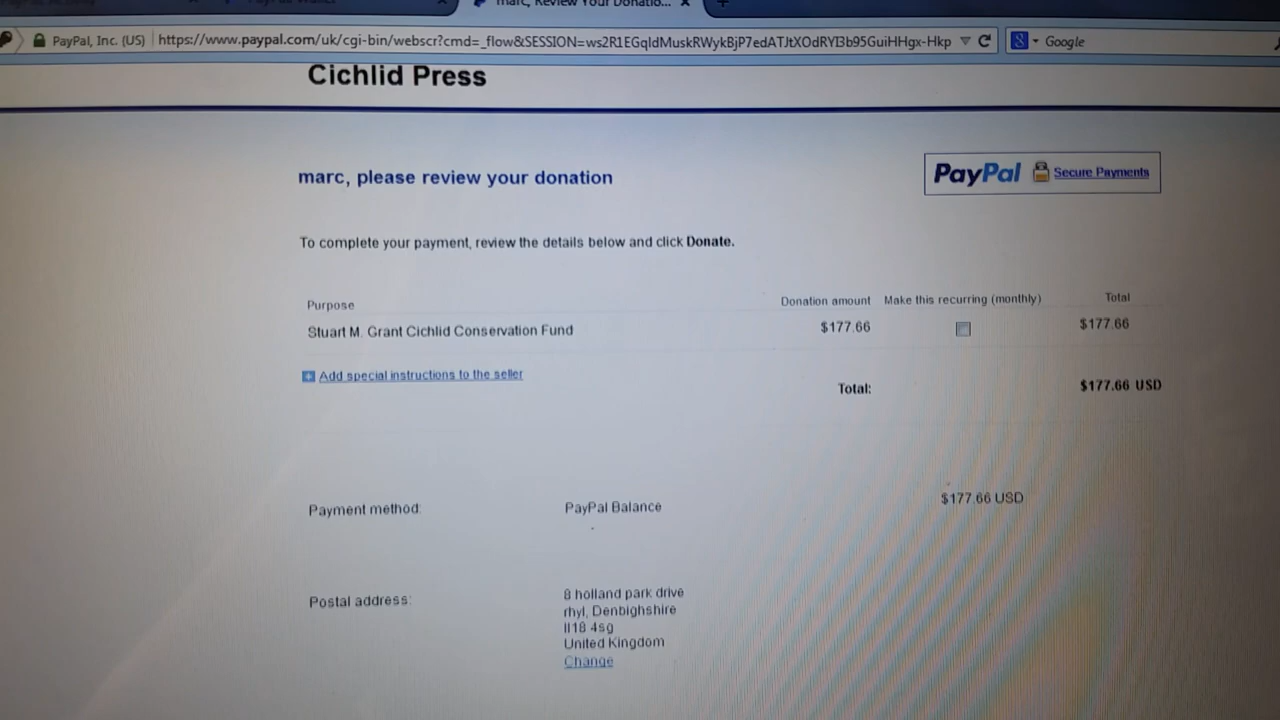 marc, Review Your Donatio...
PayPal, Inc. (US) https://www.paypal.com/uk/cgi-bin/webscr?cmd=_flow&SESSION=
Google
Cichlid Press
marc, please review your donation
PayPal Secure Payments
To complete your payment, review the details below and click Donate.
Purpose Donation amount Make this recurring (monthly) Total
Stuart M. Grant Cichlid Conservation Fund $177.66 $177.66
Add special instructions to the seller
Total: $177.66 USD
Payment method: PayPal Balance $177.66 USD
Postal address: 8 holland park drive
rhyl, Denbighshire
ll18 4sg
United Kingdom
Change